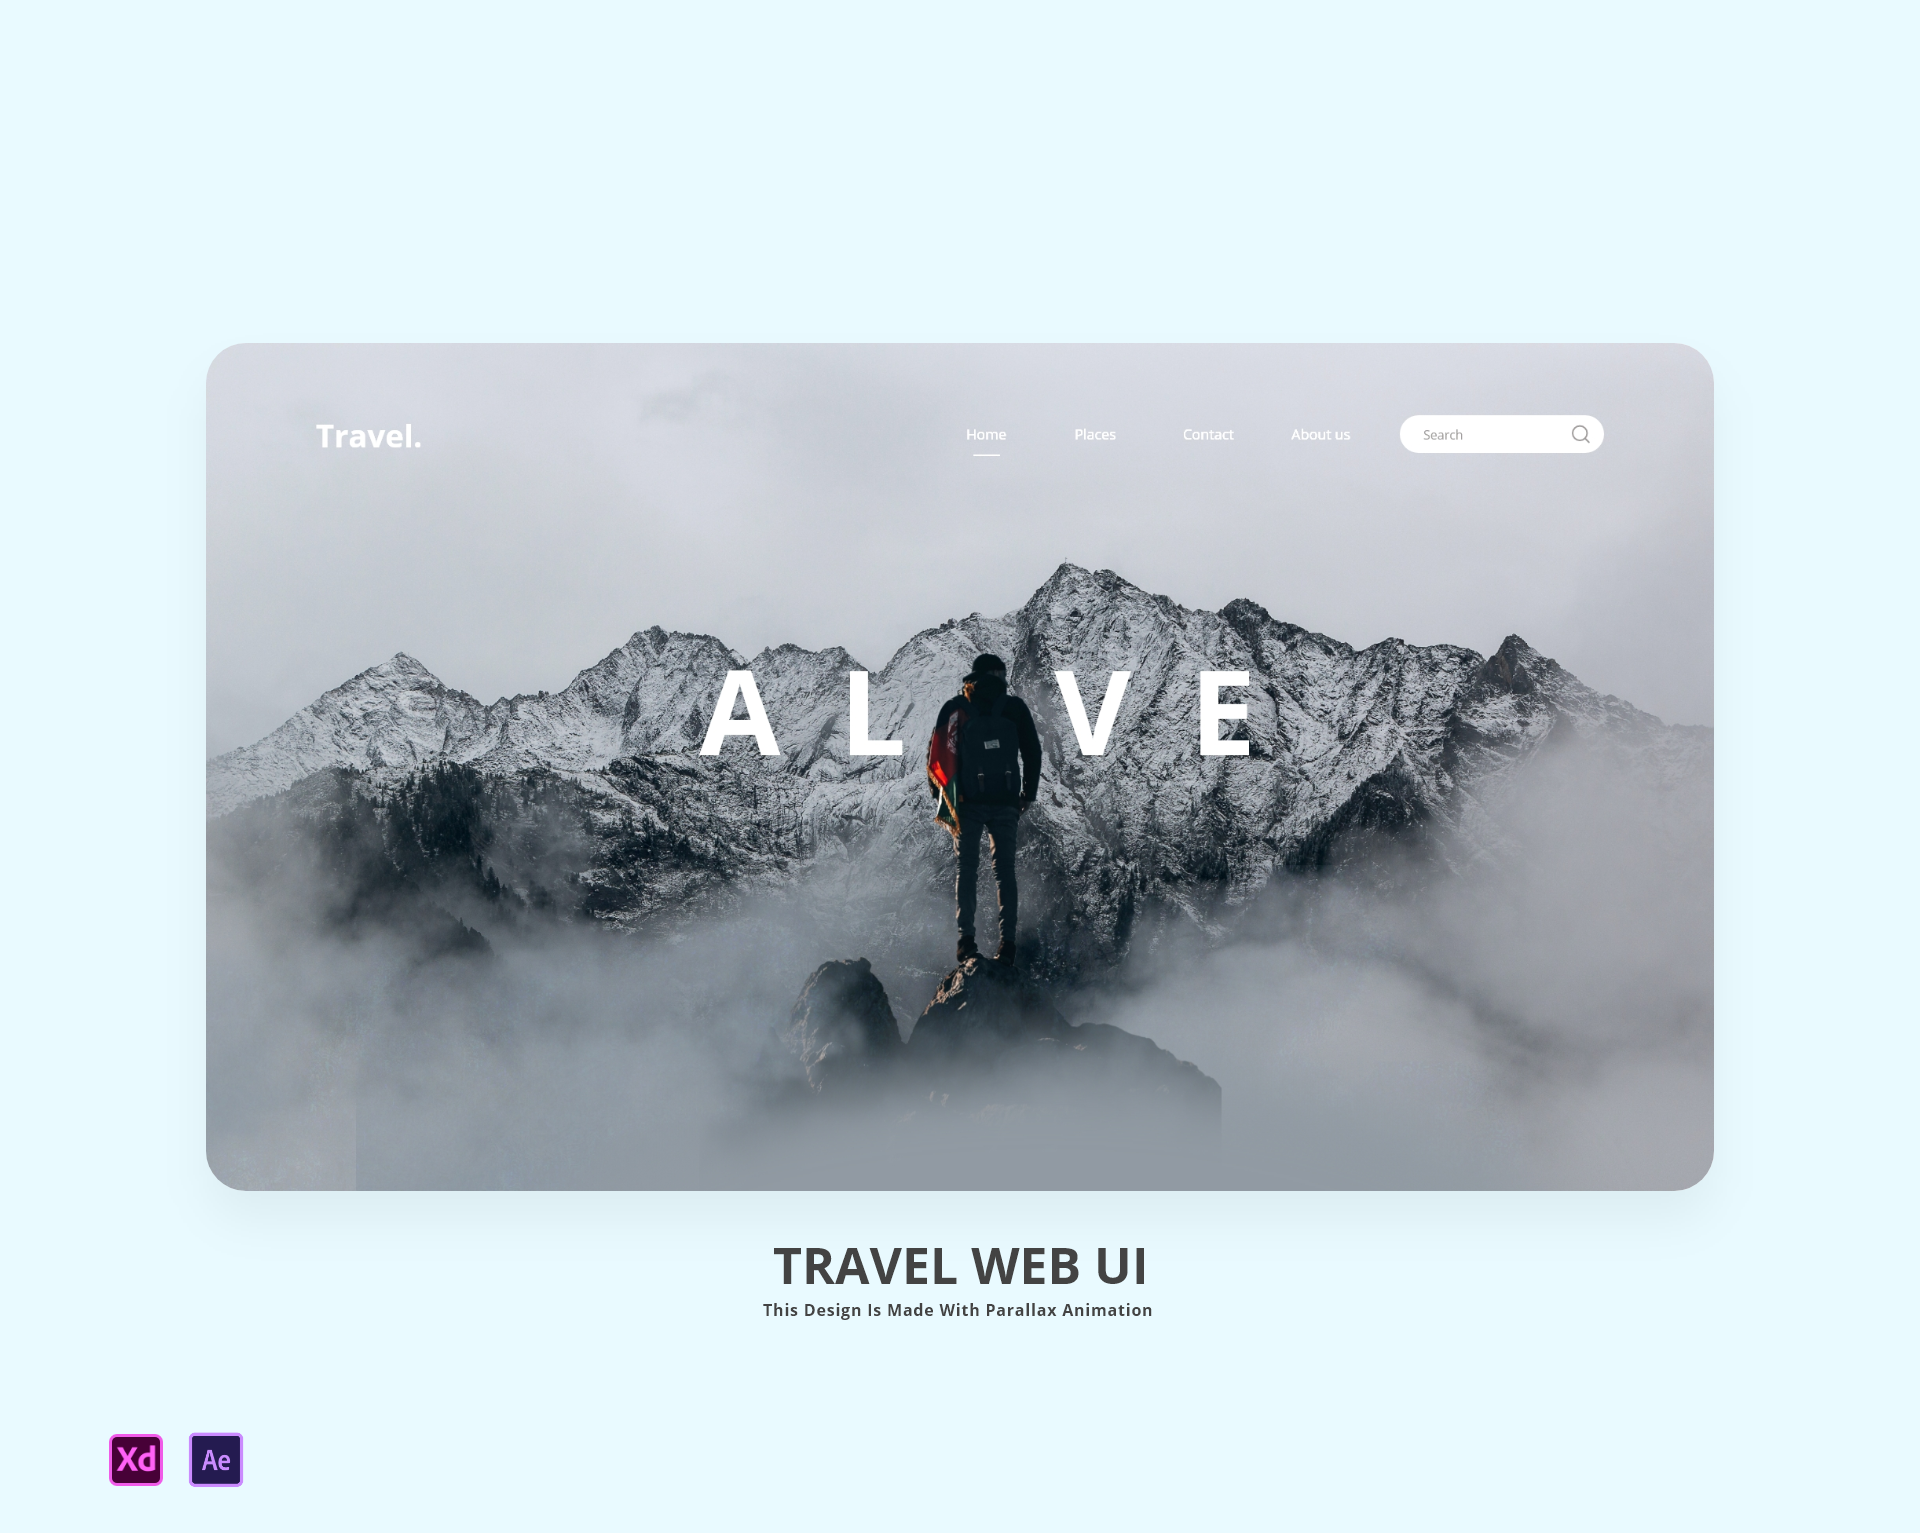 Travel.
Home Places Contact About us Search
A L V E
TRAVEL WEB UI
This Design Is Made With Parallax Animation
Xd Ae